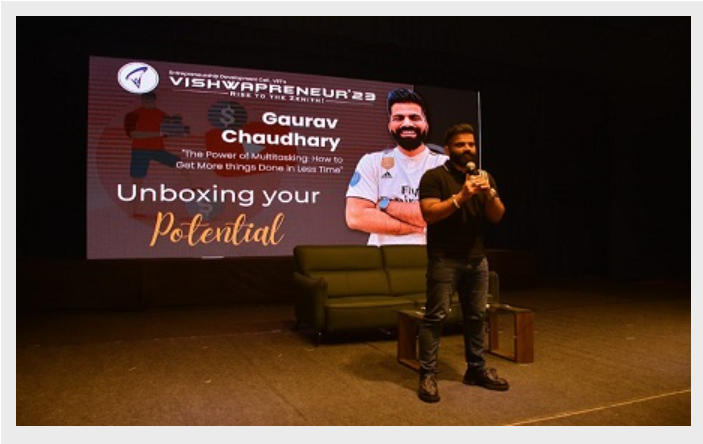 Entrepreneurship Development Cell, VIT's
VISHWAPRENEUR'23
RISE TO THE ZENITH!
Gaurav
Chaudhary
"The Power of Multitasking: How to
Get More things Done in Less Time"
Unboxing your
Potential